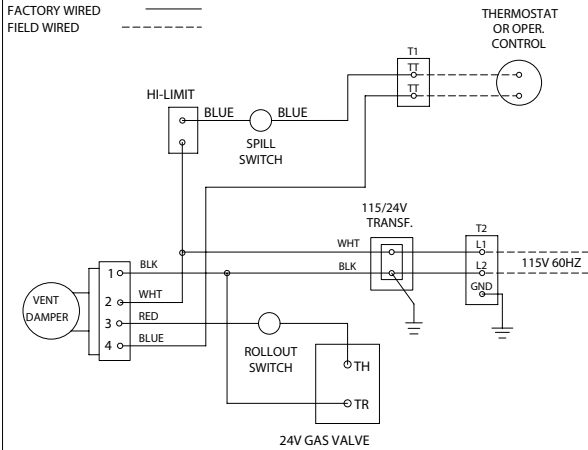 FACTORY WIRED
FIELD WIRED
THERMOSTAT
OR OPER.
CONTROL
T1
TT
TT
HI-LIMIT
BLUE
BLUE
SPILL
SWITCH
115/24V
TRANSF.
T2
WHT
L1
115V 60HZ
BLK
BLK
L2
GND
1
2
WHT
3
RED
4
BLUE
VENT
DAMPER
ROLLOUT
SWITCH
TH
TR
24V GAS VALVE